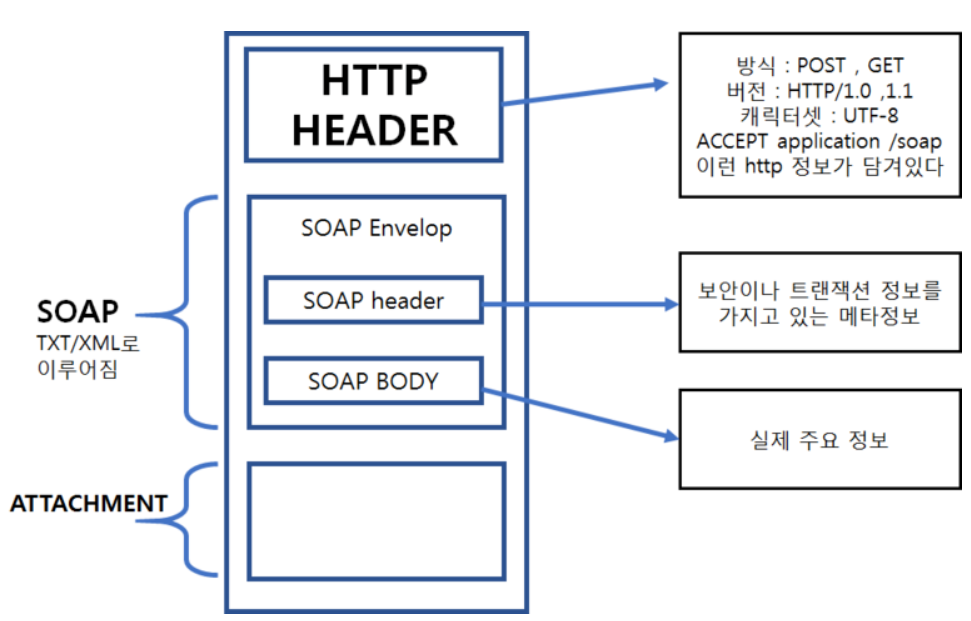 HTTP
HEADER
방식 : POST , GET
버전 : HTTP/1.0 ,1.1
캐릭터셋 : UTF-8
ACCEPT application /soap
이런 http 정보가 담겨있다
SOAP
TXT/XML로
이루어짐
SOAP Envelop
SOAP header
보안이나 트랜잭션 정보를
가지고 있는 메타정보
SOAP BODY
실제 주요 정보
ATTACHMENT